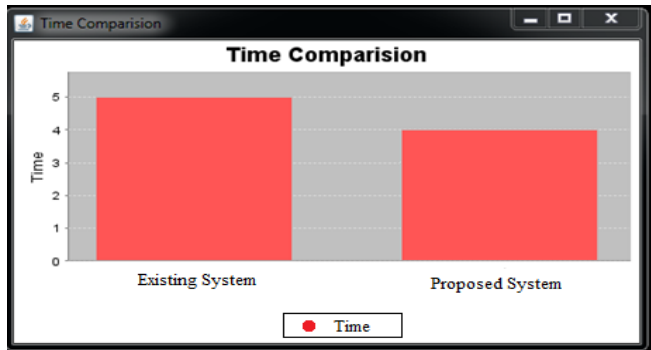 Time Comparision
Time Comparision
5
4
3
2
1
0
Time
Existing System
Proposed System
Time